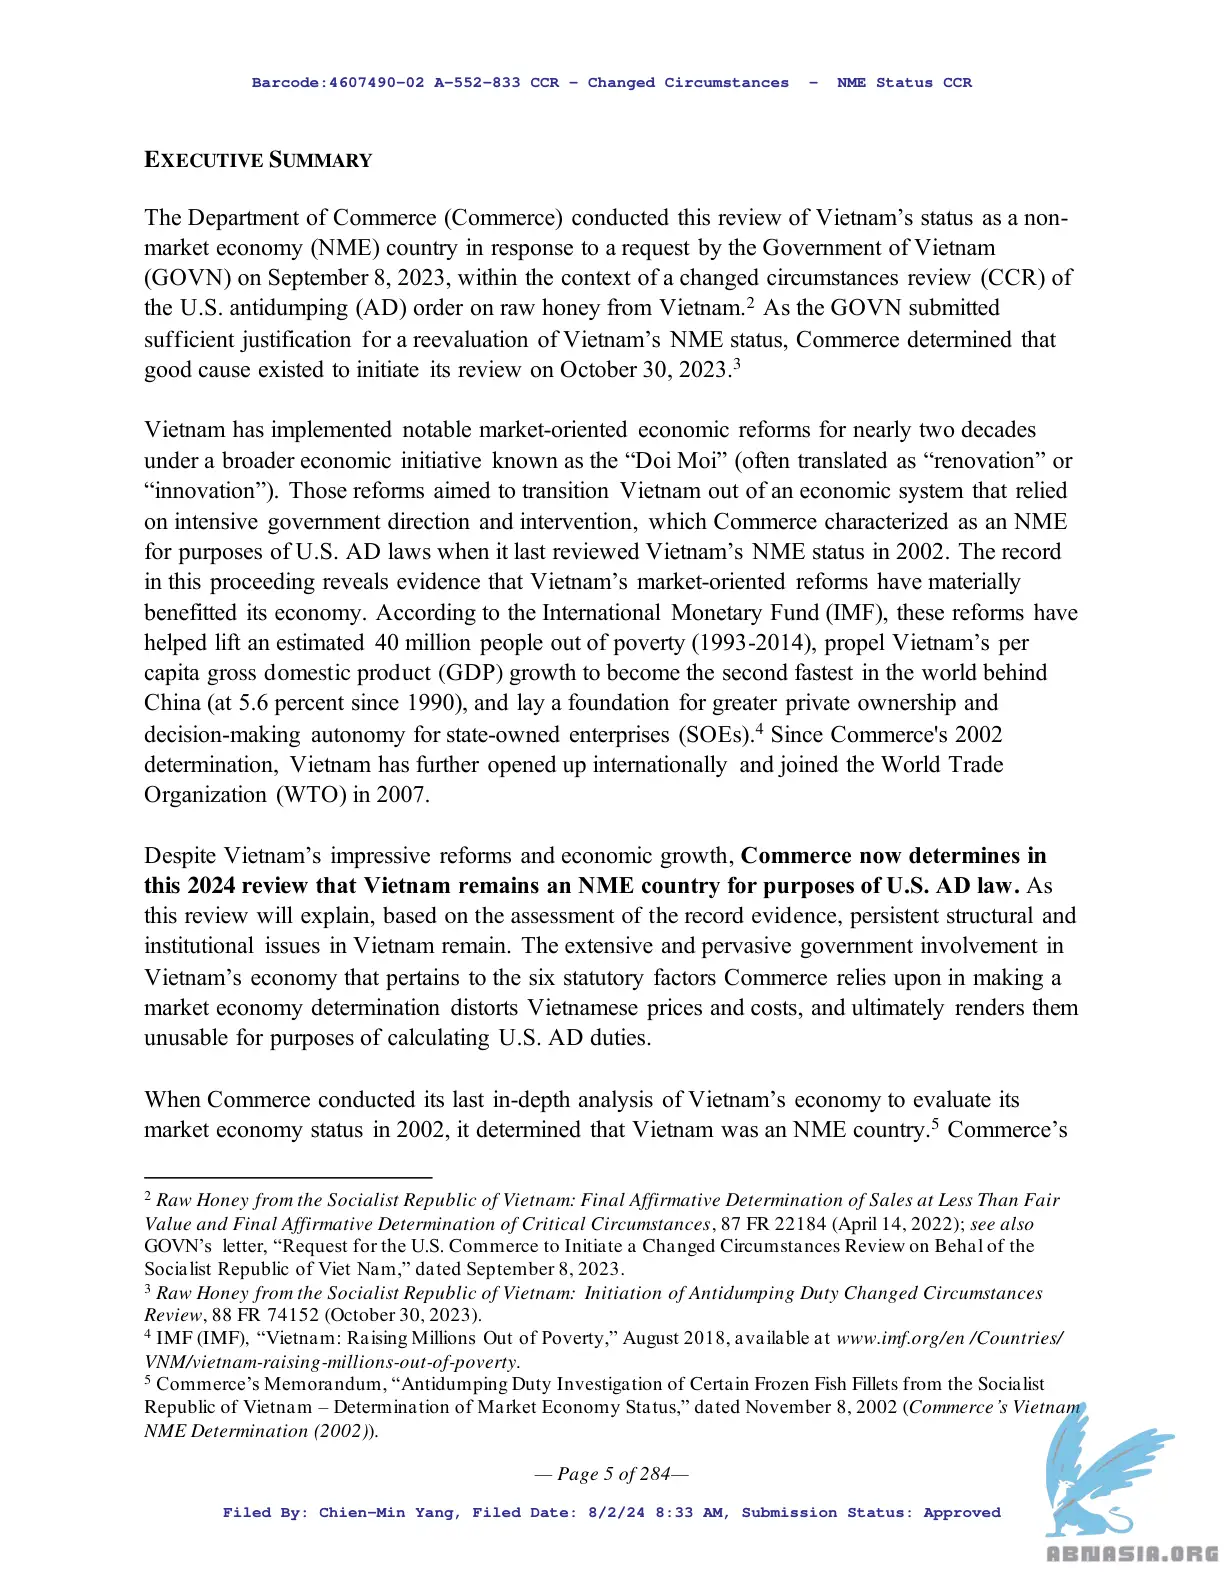 Barcode:4607490-02 A-552-833 CCR - Changed Circumstances  -  NME Status CCR
EXECUTIVE SUMMARY
The Department of Commerce (Commerce) conducted this review of Vietnam’s status as a non-
market economy (NME) country in response to a request by the Government of Vietnam
(GOVN) on September 8, 2023, within the context of a changed circumstances review (CCR) of
the U.S. antidumping (AD) order on raw honey from Vietnam.2 As the GOVN submitted
sufficient justification for a reevaluation of Vietnam’s NME status, Commerce determined that
good cause existed to initiate its review on October 30, 2023.3
Vietnam has implemented notable market-oriented economic reforms for nearly two decades
under a broader economic initiative known as the “Doi Moi” (often translated as “renovation” or
“innovation”). Those reforms aimed to transition Vietnam out of an economic system that relied
on intensive government direction and intervention, which Commerce characterized as an NME
for purposes of U.S. AD laws when it last reviewed Vietnam’s NME status in 2002. The record
in this proceeding reveals evidence that Vietnam’s market-oriented reforms have materially
benefitted its economy. According to the International Monetary Fund (IMF), these reforms have
helped lift an estimated 40 million people out of poverty (1993-2014), propel Vietnam’s per
capita gross domestic product (GDP) growth to become the second fastest in the world behind
China (at 5.6 percent since 1990), and lay a foundation for greater private ownership and
decision-making autonomy for state-owned enterprises (SOEs).4 Since Commerce's 2002
determination, Vietnam has further opened up internationally and joined the World Trade
Organization (WTO) in 2007.
Despite Vietnam’s impressive reforms and economic growth, Commerce now determines in
this 2024 review that Vietnam remains an NME country for purposes of U.S. AD law. As
this review will explain, based on the assessment of the record evidence, persistent structural and
institutional issues in Vietnam remain. The extensive and pervasive government involvement in
Vietnam’s economy that pertains to the six statutory factors Commerce relies upon in making a
market economy determination distorts Vietnamese prices and costs, and ultimately renders them
unusable for purposes of calculating U.S. AD duties.
When Commerce conducted its last in-depth analysis of Vietnam’s economy to evaluate its
market economy status in 2002, it determined that Vietnam was an NME country.5 Commerce’s
2 Raw Honey from the Socialist Republic of Vietnam: Final Affirmative Determination of Sales at Less Than Fair
Value and Final Affirmative Determination of Critical Circumstances, 87 FR 22184 (April 14, 2022); see also
GOVN’s letter, “Request for the U.S. Commerce to Initiate a Changed Circumstances Review on Behal of the
Socialist Republic of Viet Nam,” dated September 8, 2023.
3 Raw Honey from the Socialist Republic of Vietnam: Initiation of Antidumping Duty Changed Circumstances
Review, 88 FR 74152 (October 30, 2023).
4 IMF (IMF), “Vietnam: Raising Millions Out of Poverty,” August 2018, available at www.imf.org/en /Countries/
VNM/vietnam-raising-millions-out-of-poverty.
5 Commerce’s Memorandum, “Antidumping Duty Investigation of Certain Frozen Fish Fillets from the Socialist
Republic of Vietnam – Determination of Market Economy Status,” dated November 8, 2002 (Commerce’s Vietnam
NME Determination (2002)).
— Page 5 of 284—
Filed By: Chien-Min Yang, Filed Date: 8/2/24 8:33 AM, Submission Status: Approved
ABNASIA.ORG